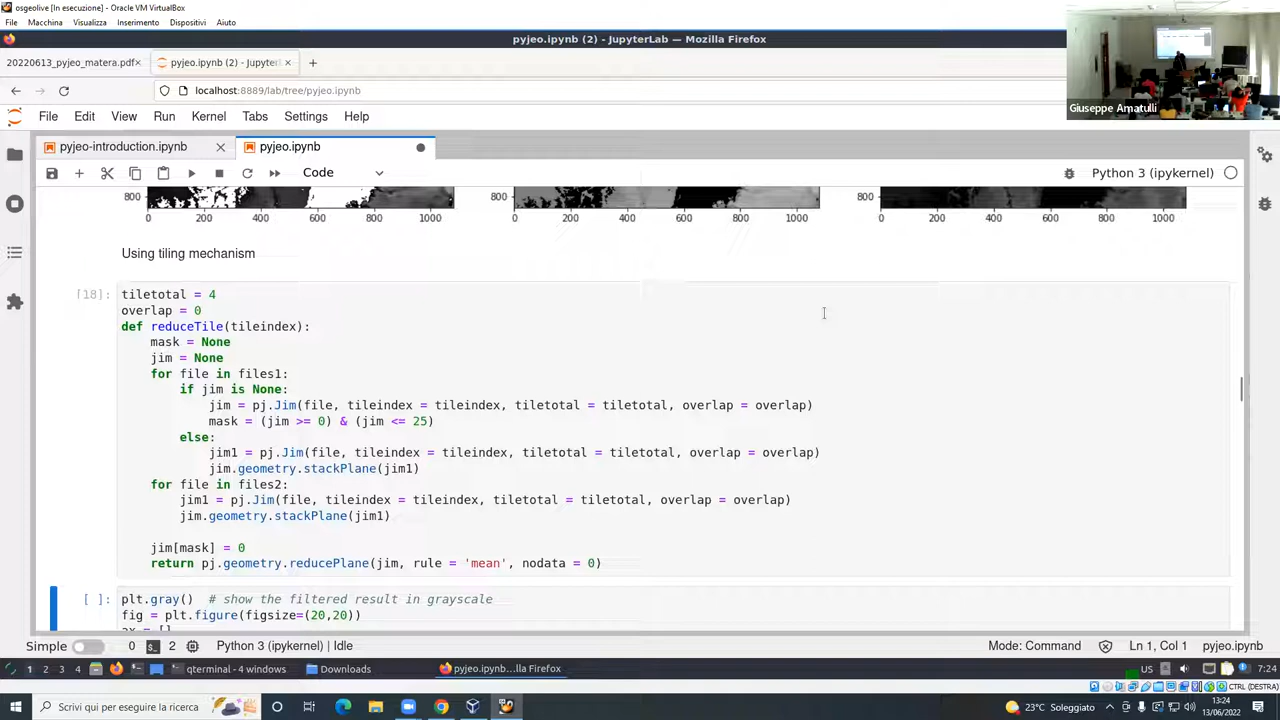 osgeolive [In esecuzione] - Oracle VM VirtualBox
File Macchina Visualizza Inserimento Dispositivi Aiuto
pyjeo.ipynb (2) - JupyterLab — Mozilla Firefox
20220613_pyjeo_matera.pdf
pyjeo.ipynb (2) - Jupyter
localhost:8889/lab/tree/pyjeo.ipynb
Giuseppe Amatulli
File Edit View Run Kernel Tabs Settings Help
pyjeo-introduction.ipynb
pyjeo.ipynb
Code
Python 3 (ipykernel)
800 800 800
0 200 400 600 800 1000 0 200 400 600 800 1000 0 200 400 600 800 1000
Using tiling mechanism
[18]: tiletotal = 4
overlap = 0
def reduceTile(tileindex):
    mask = None
    jim = None
    for file in files1:
        if jim is None:
            jim = pj.Jim(file, tileindex = tileindex, tiletotal = tiletotal, overlap = overlap)
            mask = (jim >= 0) & (jim <= 25)
        else:
            jim1 = pj.Jim(file, tileindex = tileindex, tiletotal = tiletotal, overlap = overlap)
            jim.geometry.stackPlane(jim1)
    for file in files2:
        jim1 = pj.Jim(file, tileindex = tileindex, tiletotal = tiletotal, overlap = overlap)
        jim.geometry.stackPlane(jim1)
    jim[mask] = 0
    return pj.geometry.reducePlane(jim, rule = 'mean', nodata = 0)
[ ]: plt.gray() # show the filtered result in grayscale
fig = plt.figure(figsize=(20,20))
ax = []
Simple 0 2 Python 3 (ipykernel) | Idle Mode: Command Ln 1, Col 1 pyjeo.ipynb
1 2 3 4 qterminal - 4 windows Downloads pyjeo.ipynb...lla Firefox US 7:24
CTRL (DESTRA)
Scrivi qui per eseguire la ricerca
23°C Soleggiato
13:24
13/06/2022